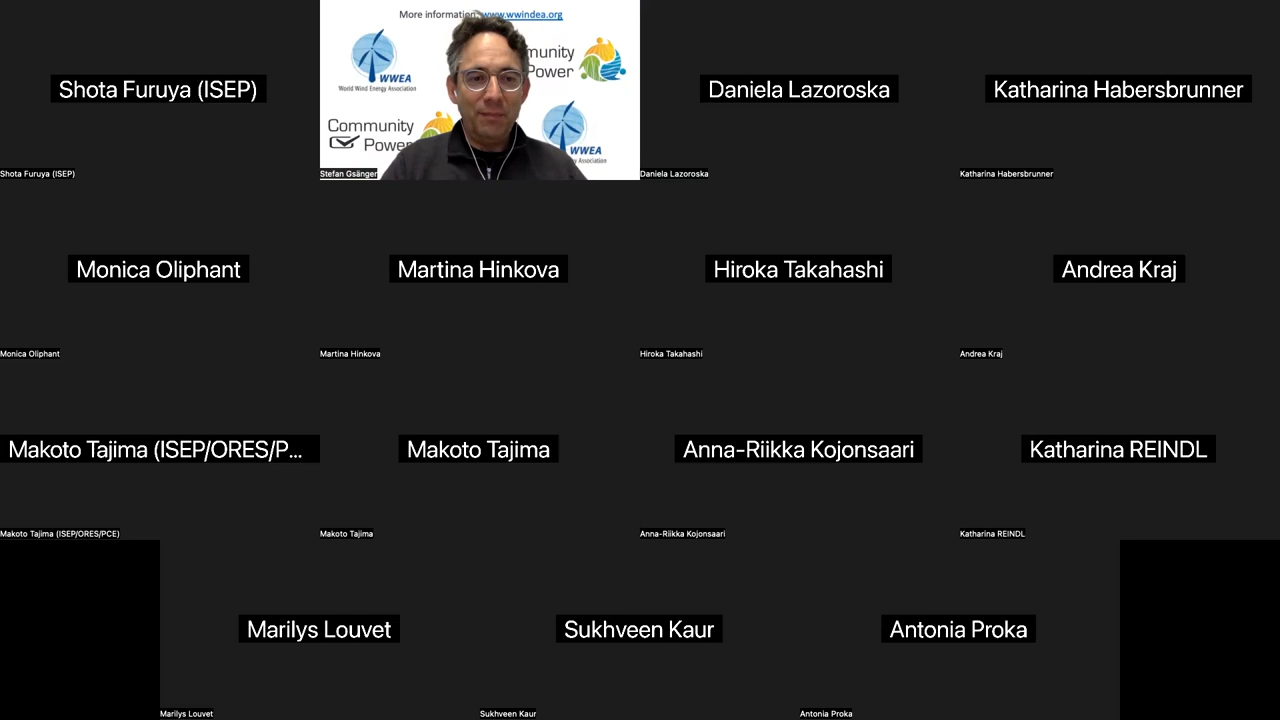 Shota Furuya (ISEP)
Shota Furuya (ISEP)
More information: www.wwindea.org
WWEA
World Wind Energy Association
munity
Power
Community
Power
WWEA
Energy Association
Stefan Gsänger
Daniela Lazoroska
Daniela Lazoroska
Katharina Habersbrunner
Katharina Habersbrunner
Monica Oliphant
Monica Oliphant
Martina Hinkova
Martina Hinkova
Hiroka Takahashi
Hiroka Takahashi
Andrea Kraj
Andrea Kraj
Makoto Tajima (ISEP/ORES/P...
Makoto Tajima (ISEP/ORES/PCE)
Makoto Tajima
Makoto Tajima
Anna-Riikka Kojonsaari
Anna-Riikka Kojonsaari
Katharina REINDL
Katharina REINDL
Marilys Louvet
Marilys Louvet
Sukhveen Kaur
Sukhveen Kaur
Antonia Proka
Antonia Proka